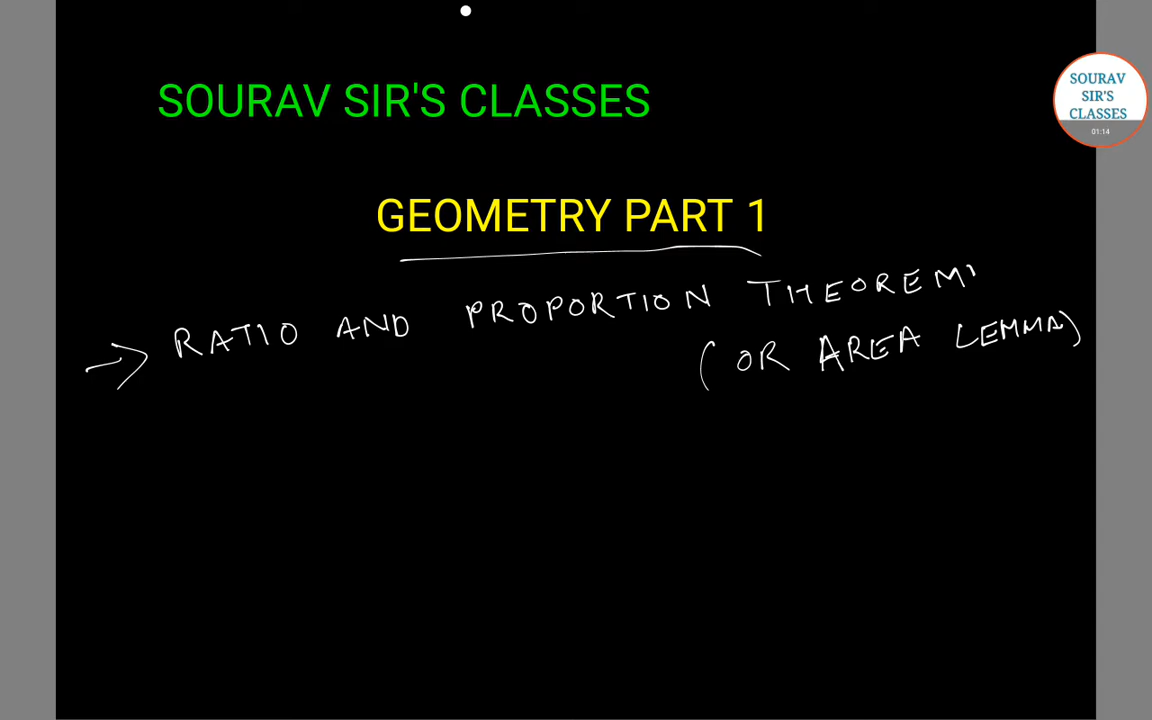 SOURAV SIR'S CLASSES
SOURAV
SIR'S
CLASSES
01:14
GEOMETRY PART 1
→ RATIO AND PROPORTION THEOREM
(OR AREA LEMMA)